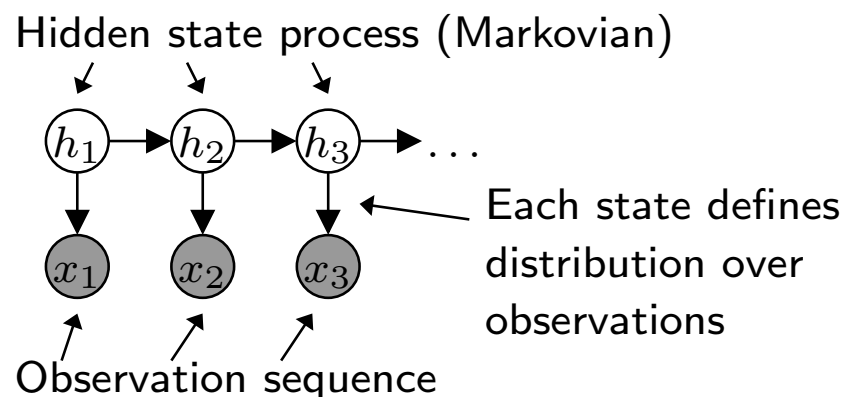 Hidden state process (Markovian)
h₁ h₂ h₃ ...
x₁ x₂ x₃
Each state defines
distribution over
observations
Observation sequence